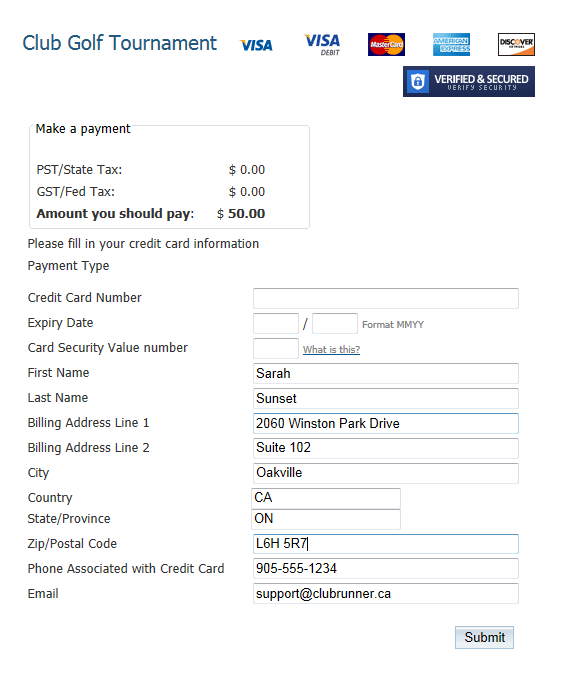 Club Golf Tournament VISA VISA DEBIT MasterCard AMERICAN EXPRESS DISCOVER NETWORK
VERIFIED & SECURED
VERIFY SECURITY
Make a payment
PST/State Tax: $ 0.00
GST/Fed Tax: $ 0.00
Amount you should pay: $ 50.00
Please fill in your credit card information
Payment Type
Credit Card Number
Expiry Date / Format MMYY
Card Security Value number What is this?
First Name Sarah
Last Name Sunset
Billing Address Line 1 2060 Winston Park Drive
Billing Address Line 2 Suite 102
City Oakville
Country CA
State/Province ON
Zip/Postal Code L6H 5R7
Phone Associated with Credit Card 905-555-1234
Email support@clubrunner.ca
Submit